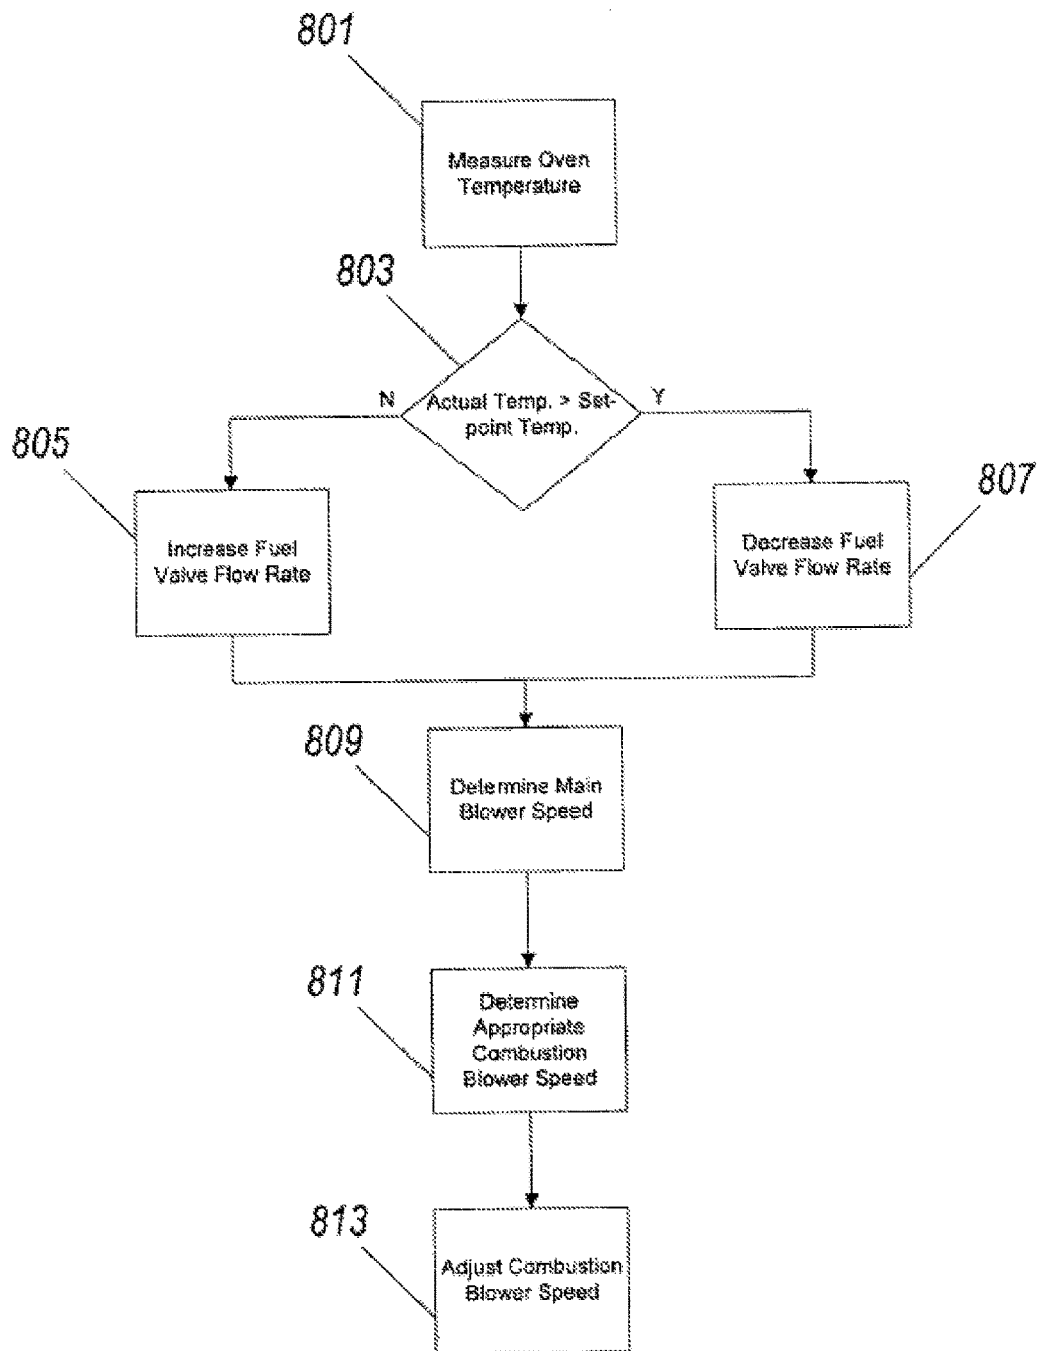 801
Measure Oven
Temperature
803
N
Actual Temp. > Set-
point Temp.
Y
805
Increase Fuel
Valve Flow Rate
807
Decrease Fuel
Valve Flow Rate
809
Determine Main
Blower Speed
811
Determine
Appropriate
Combustion
Blower Speed
813
Adjust Combustion
Blower Speed